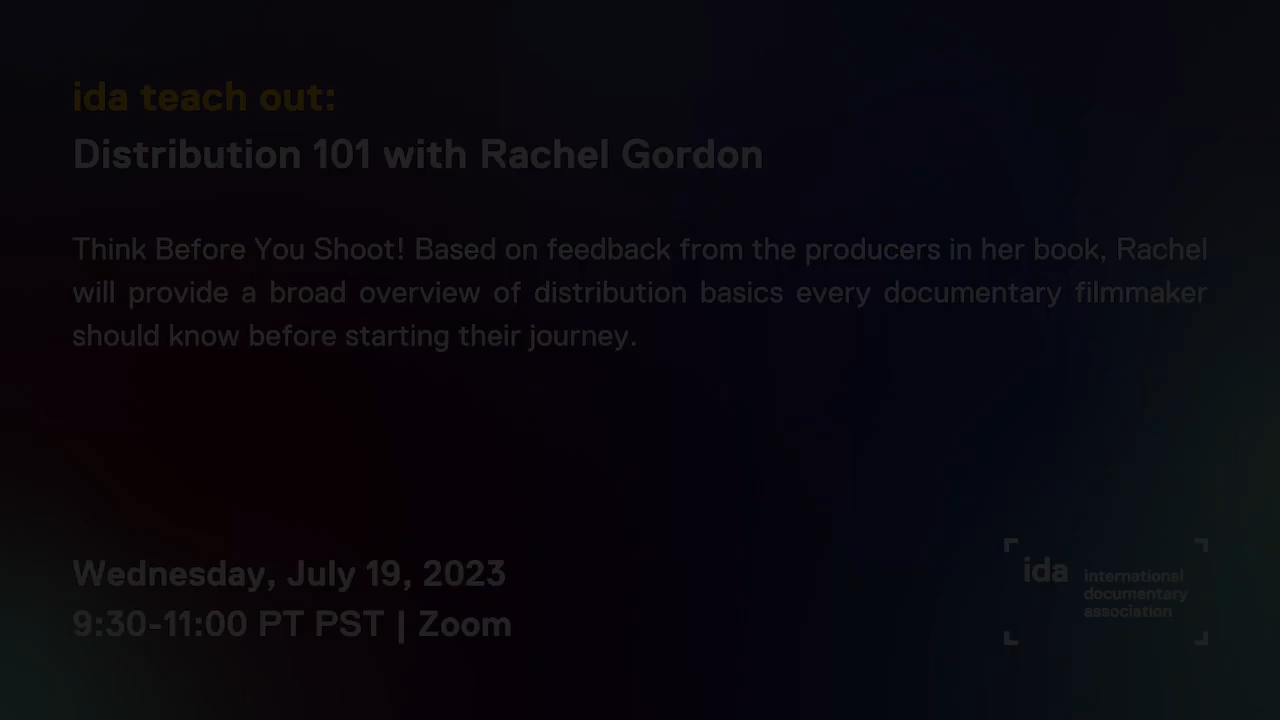 ida teach out:
Distribution 101 with Rachel Gordon
Think Before You Shoot! Based on feedback from the producers in her book, Rachel
will provide a broad overview of distribution basics every documentary filmmaker
should know before starting their journey.
Wednesday, July 19, 2023
9:30-11:00 PT PST | Zoom
ida
international
documentary
association